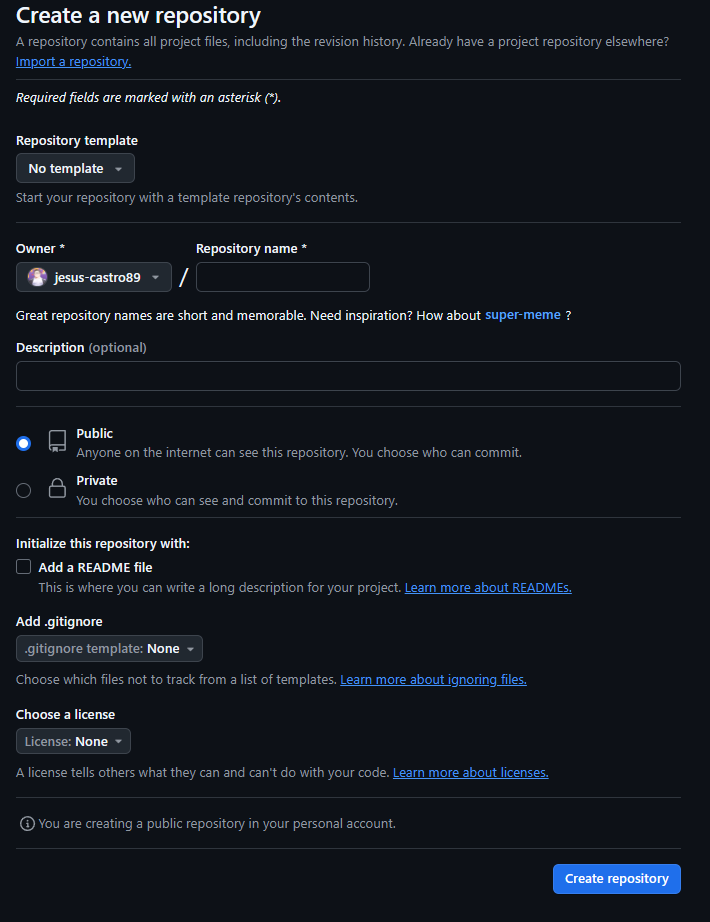 Create a new repository
A repository contains all project files, including the revision history. Already have a project repository elsewhere?
Import a repository.
Required fields are marked with an asterisk (*).
Repository template
No template
Start your repository with a template repository's contents.
Owner * Repository name *
jesus-castro89 /
Great repository names are short and memorable. Need inspiration? How about super-meme ?
Description (optional)
Public
Anyone on the internet can see this repository. You choose who can commit.
Private
You choose who can see and commit to this repository.
Initialize this repository with:
Add a README file
This is where you can write a long description for your project. Learn more about READMEs.
Add .gitignore
.gitignore template: None
Choose which files not to track from a list of templates. Learn more about ignoring files.
Choose a license
License: None
A license tells others what they can and can't do with your code. Learn more about licenses.
You are creating a public repository in your personal account.
Create repository